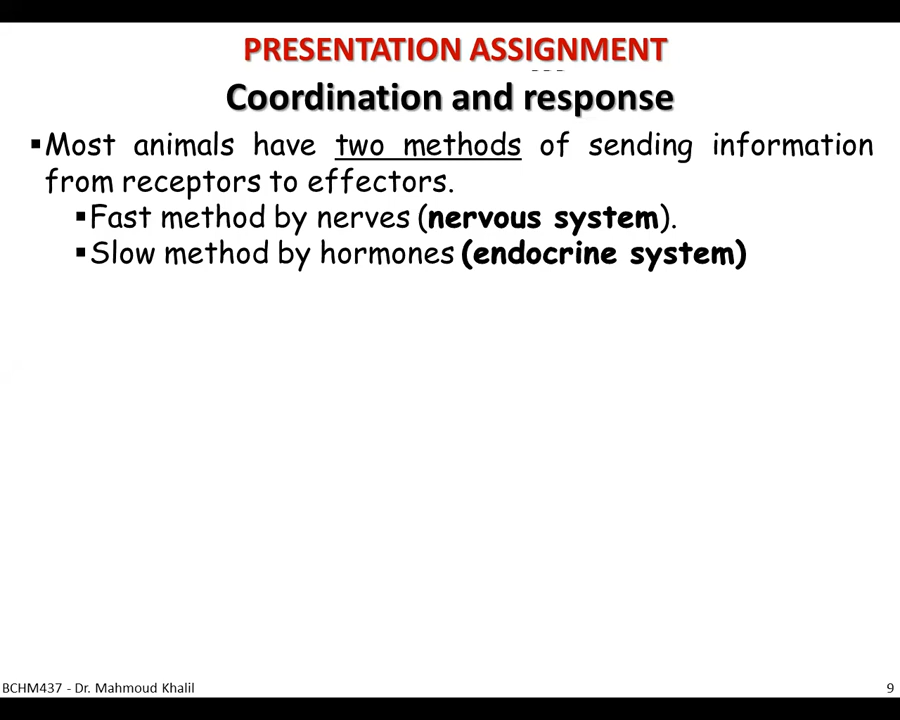 PRESENTATION ASSIGNMENT
Coordination and response
▪Most animals have two methods of sending information
from receptors to effectors.
▪Fast method by nerves (nervous system).
▪Slow method by hormones (endocrine system)
BCHM437 - Dr. Mahmoud Khalil
9